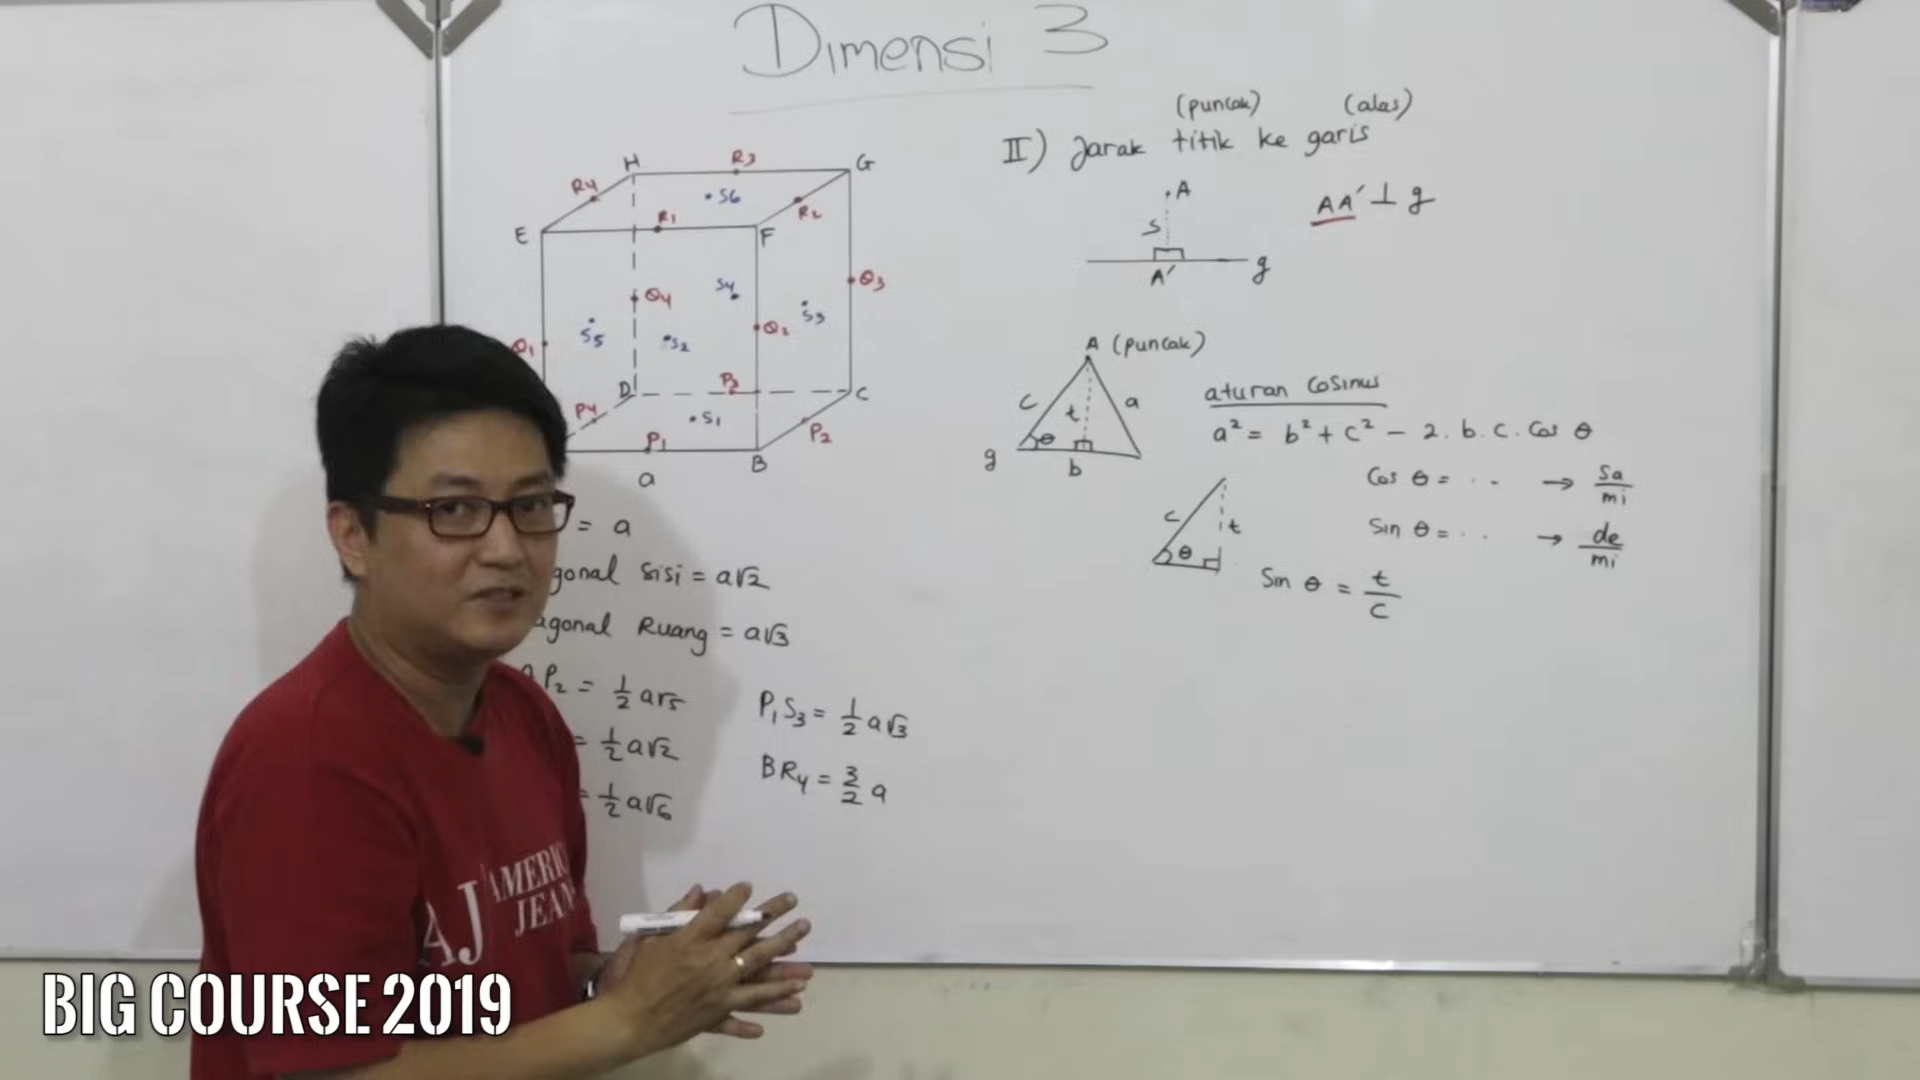 Dimensi 3
H R3 G
R4 S6 R2
E R1 F
Q4 S4 Q3
Q1 S5 S2 Q2 S3
D P3 C
P4 S1 P2
P1 B
a
= a
gonal sisi = a√2
agonal Ruang = a√3
P2 = 1/2 a√5
= 1/2 a√2
= 1/2 a√6
P1S3 = 1/2 a√3
BR4 = 3/2 a
(puncak) (alas)
II) Jarak titik ke garis
A
S
A' g
AA' ⊥ g
A (puncak)
c t a
θ
g b
aturan cosinus
a² = b² + c² - 2. b. c. Cos θ
Cos θ = .. → sa/mi
Sin θ = .. → de/mi
c t
θ
Sin θ = t/c
AJ AMERIC
JEAN
BIG COURSE 2019